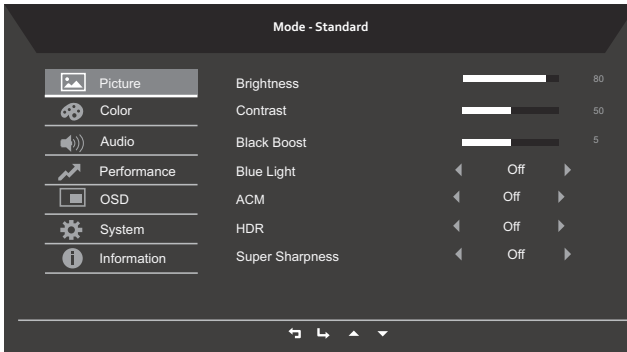 Mode - Standard
Picture
Brightness 80
Color
Contrast 50
Audio
Black Boost 5
Performance
Blue Light Off
OSD
ACM Off
System
HDR Off
Information
Super Sharpness Off